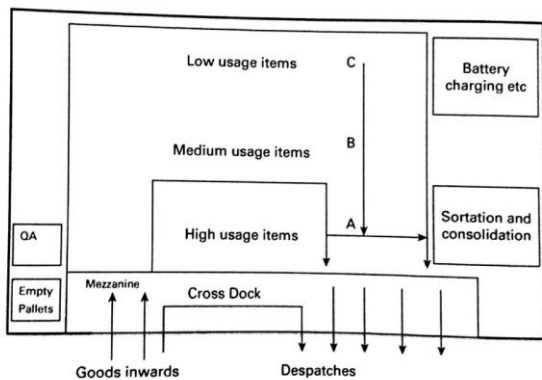 Low usage items
C
Battery
charging etc
Medium usage items
B
High usage items
A
Sortation and
consolidation
QA
Empty
Pallets
Mezzanine
Cross Dock
Goods inwards
Despatches